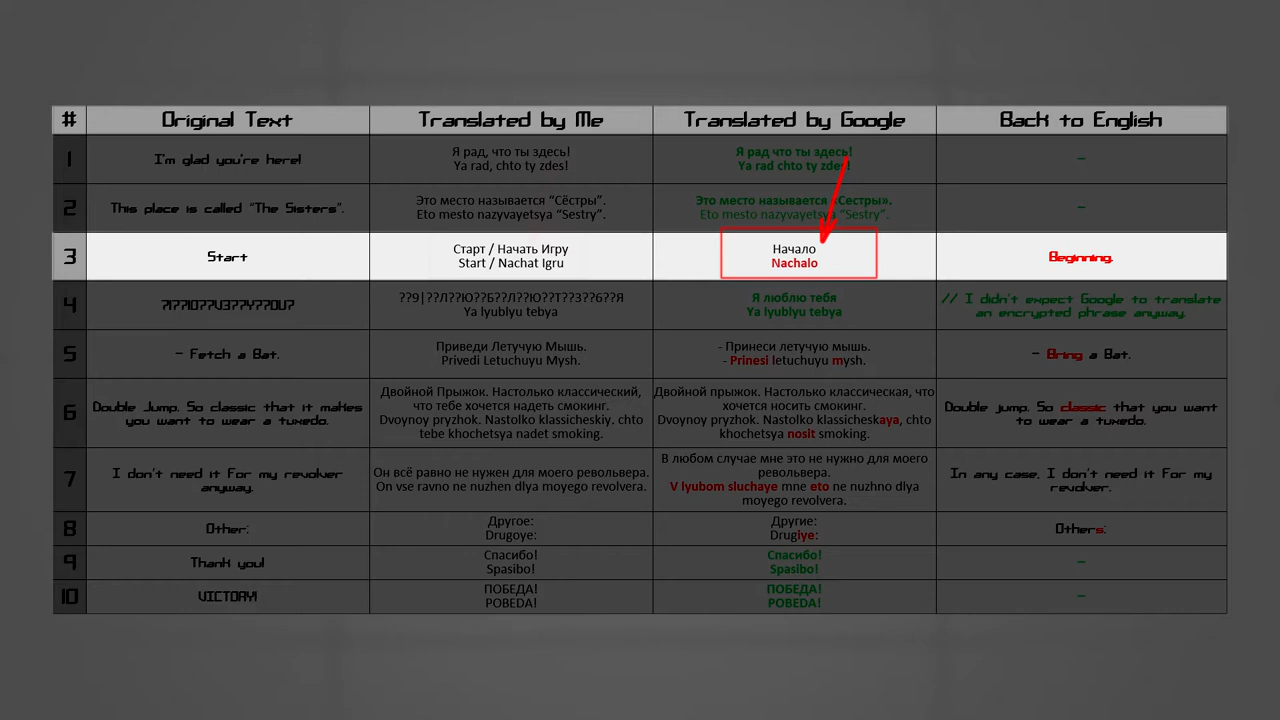 # Original Text Translated by Me Translated by Google Back to English
1 I'm glad you're here! Я рад, что ты здесь! Я рад что ты здесь! –
Ya rad, chto ty zdes! Ya rad chto ty zdes!
2 This place is called "The Sisters". Это место называется “Сёстры”. Это место называется «Сестры». –
Eto mesto nazyvayetsya “Sestry”. Eto mesto nazyvayetsya “Sestry”.
3 Start Старт / Начать Игру Начало Beginning.
Start / Nachat Igru Nachalo
4 ??9|??Л??Ю??Б??Л??Ю??Т??З??6??Я Я люблю тебя // I didn't expect Google to translate
Ya lyublyu tebya Ya lyublyu tebya an encrypted phrase anyway.
5 - Fetch a Bat. Приведи Летучую Мышь. - Принеси летучую мышь. - Bring a Bat.
Privedi Letuchuyu Mysh. - Prinesi letuchuyu mysh.
6 Double Jump. So classic that it makes
you want to wear a tuxedo.
Двойной Прыжок. Настолько классический,
что тебе хочется надеть смокинг.
Dvoynoy pryzhok. Nastolko klassicheskiy. chto
tebe khochetsya nadet smoking.
Двойной прыжок. Настолько классическая, что
хочется носить смокинг.
Dvoynoy pryzhok. Nastolko klassicheskaya, chto
khochetsya nosit smoking.
Double jump. So classic that you want
to wear a tuxedo.
7 I don't need it for my revolver
anyway.
Он всё равно не нужен для моего револьвера.
On vse ravno ne nuzhen dlya moyego revolvera.
В любом случае мне это не нужно для моего
револьвера.
V lyubom sluchaye mne eto ne nuzhno dlya
moyego revolvera.
In any case, I don't need it for my
revolver.
8 Other: Другое: Другие: Others:
Drugoye: Drugiye:
9 Thank you! Спасибо! Спасибо! –
Spasibo! Spasibo!
10 VICTORY! ПОБЕДА! ПОБЕДА! –
POBEDA! POBEDA!